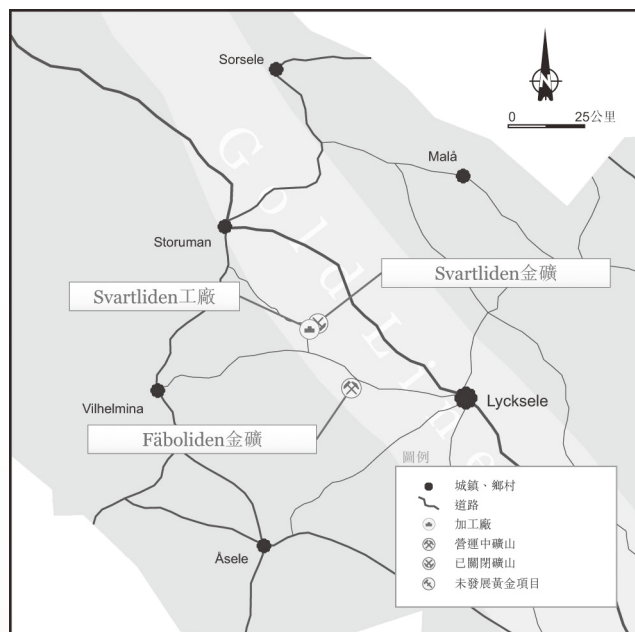 Sorsele
N
0 25公里
Malå
Gold Line
Storuman
Svartliden金礦
Svartliden工廠
Lycksele
Vilhelmina
Fäboliden金礦
圖例
城鎮、鄉村
道路
加工廠
營運中礦山
已關閉礦山
未發展黃金項目
Åsele